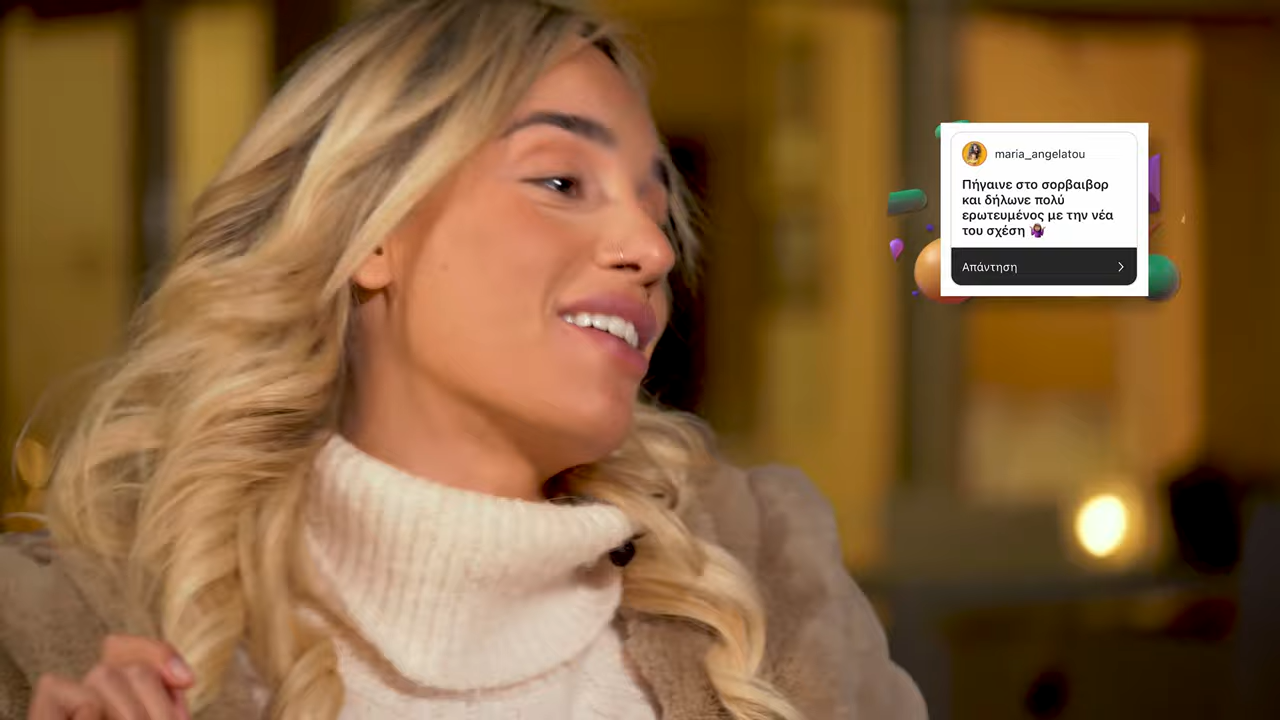 maria_angelatou
Πήγαινε στο σορβαιβορ
και δήλωνε πολύ
ερωτευμένος με την νέα
του σχέση 🤷🏾‍♀️
Απάντηση